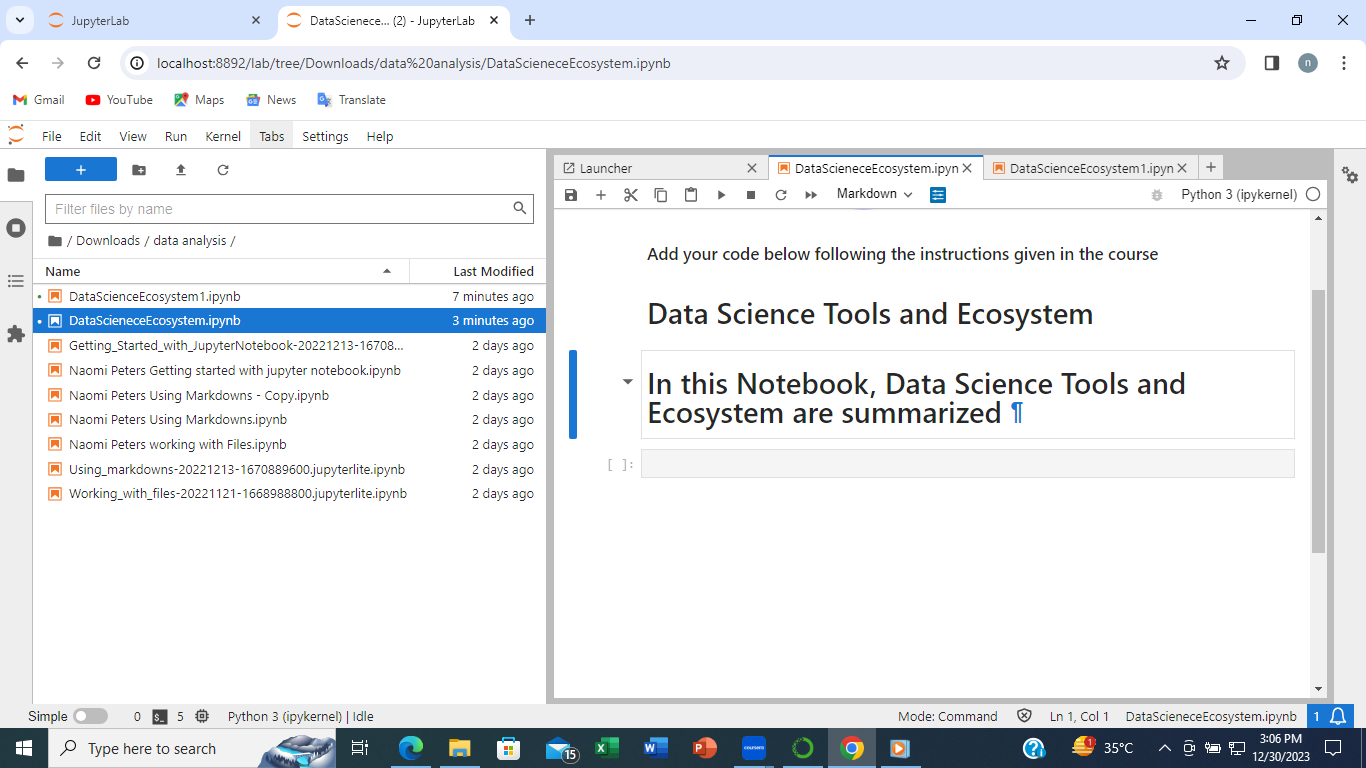 JupyterLab
DataScienece... (2) - JupyterLab
localhost:8892/lab/tree/Downloads/data%20analysis/DataScieneceEcosystem.ipynb
n
Gmail YouTube Maps News Translate
File Edit View Run Kernel Tabs Settings Help
Filter files by name
/ Downloads / data analysis /
Name Last Modified
DataScienceEcosystem1.ipynb 7 minutes ago
DataScieneceEcosystem.ipynb 3 minutes ago
Getting_Started_with_JupyterNotebook-20221213-16708... 2 days ago
Naomi Peters Getting started with jupyter notebook.ipynb 2 days ago
Naomi Peters Using Markdowns - Copy.ipynb 2 days ago
Naomi Peters Using Markdowns.ipynb 2 days ago
Naomi Peters working with Files.ipynb 2 days ago
Using_markdowns-20221213-1670889600.jupyterlite.ipynb 2 days ago
Working_with_files-20221121-1668988800.jupyterlite.ipynb 2 days ago
Launcher DataScieneceEcosystem.ipyn DataScienceEcosystem1.ipyn
Markdown Python 3 (ipykernel)
Add your code below following the instructions given in the course
Data Science Tools and Ecosystem
In this Notebook, Data Science Tools and
Ecosystem are summarized ¶
[ ]:
Simple 0 $_ 5 Python 3 (ipykernel) | Idle Mode: Command Ln 1, Col 1 DataScieneceEcosystem.ipynb 1
Type here to search 15 coursera 1 35°C 3:06 PM
12/30/2023